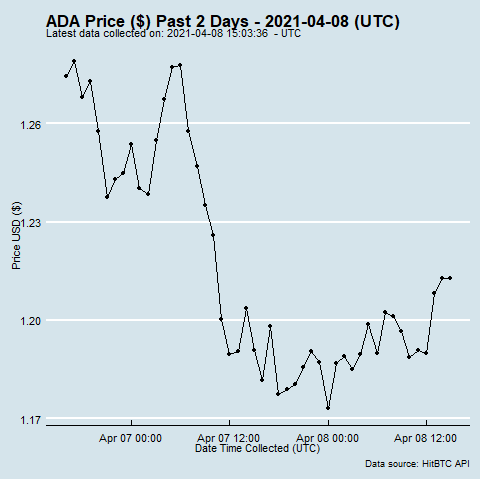 ADA Price ($) Past 2 Days - 2021-04-08 (UTC)
Latest data collected on: 2021-04-08 15:03:36 - UTC
1.26
1.23
1.20
1.17
Price USD ($)
Apr 07 00:00
Apr 07 12:00
Apr 08 00:00
Apr 08 12:00
Date Time Collected (UTC)
Data source: HitBTC API